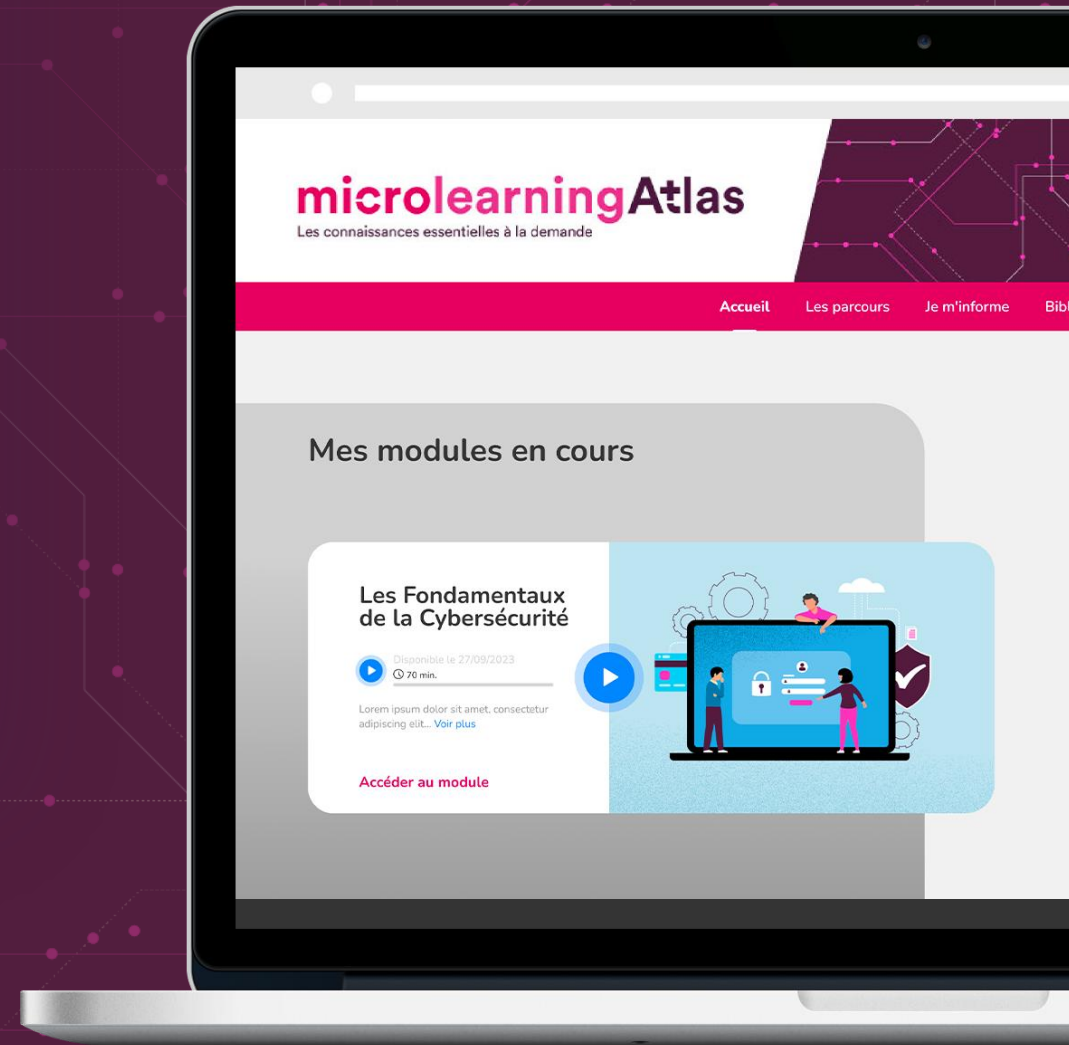 microlearningAtlas
Les connaissances essentielles à la demande
Accueil Les parcours Je m'informe
Mes modules en cours
Les Fondamentaux
de la Cybersécurité
Disponible le 27/09/2023
70 min.
Lorem ipsum dolor sit amet, consectetur
adipiscing elit... Voir plus
Accéder au module